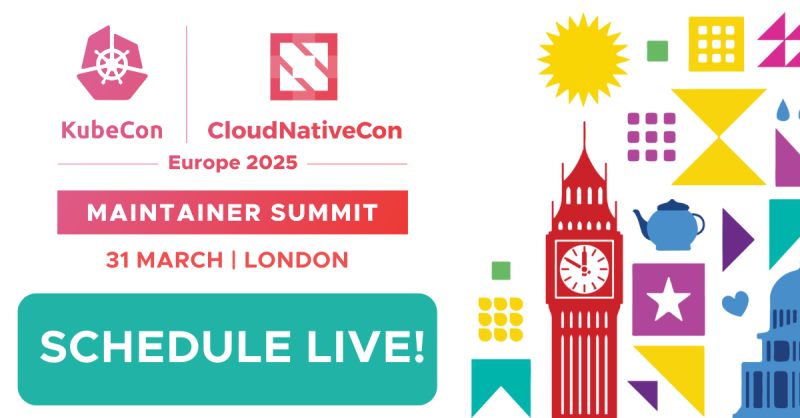 KubeCon
CloudNativeCon
Europe 2025
MAINTAINER SUMMIT
31 MARCH | LONDON
SCHEDULE LIVE!